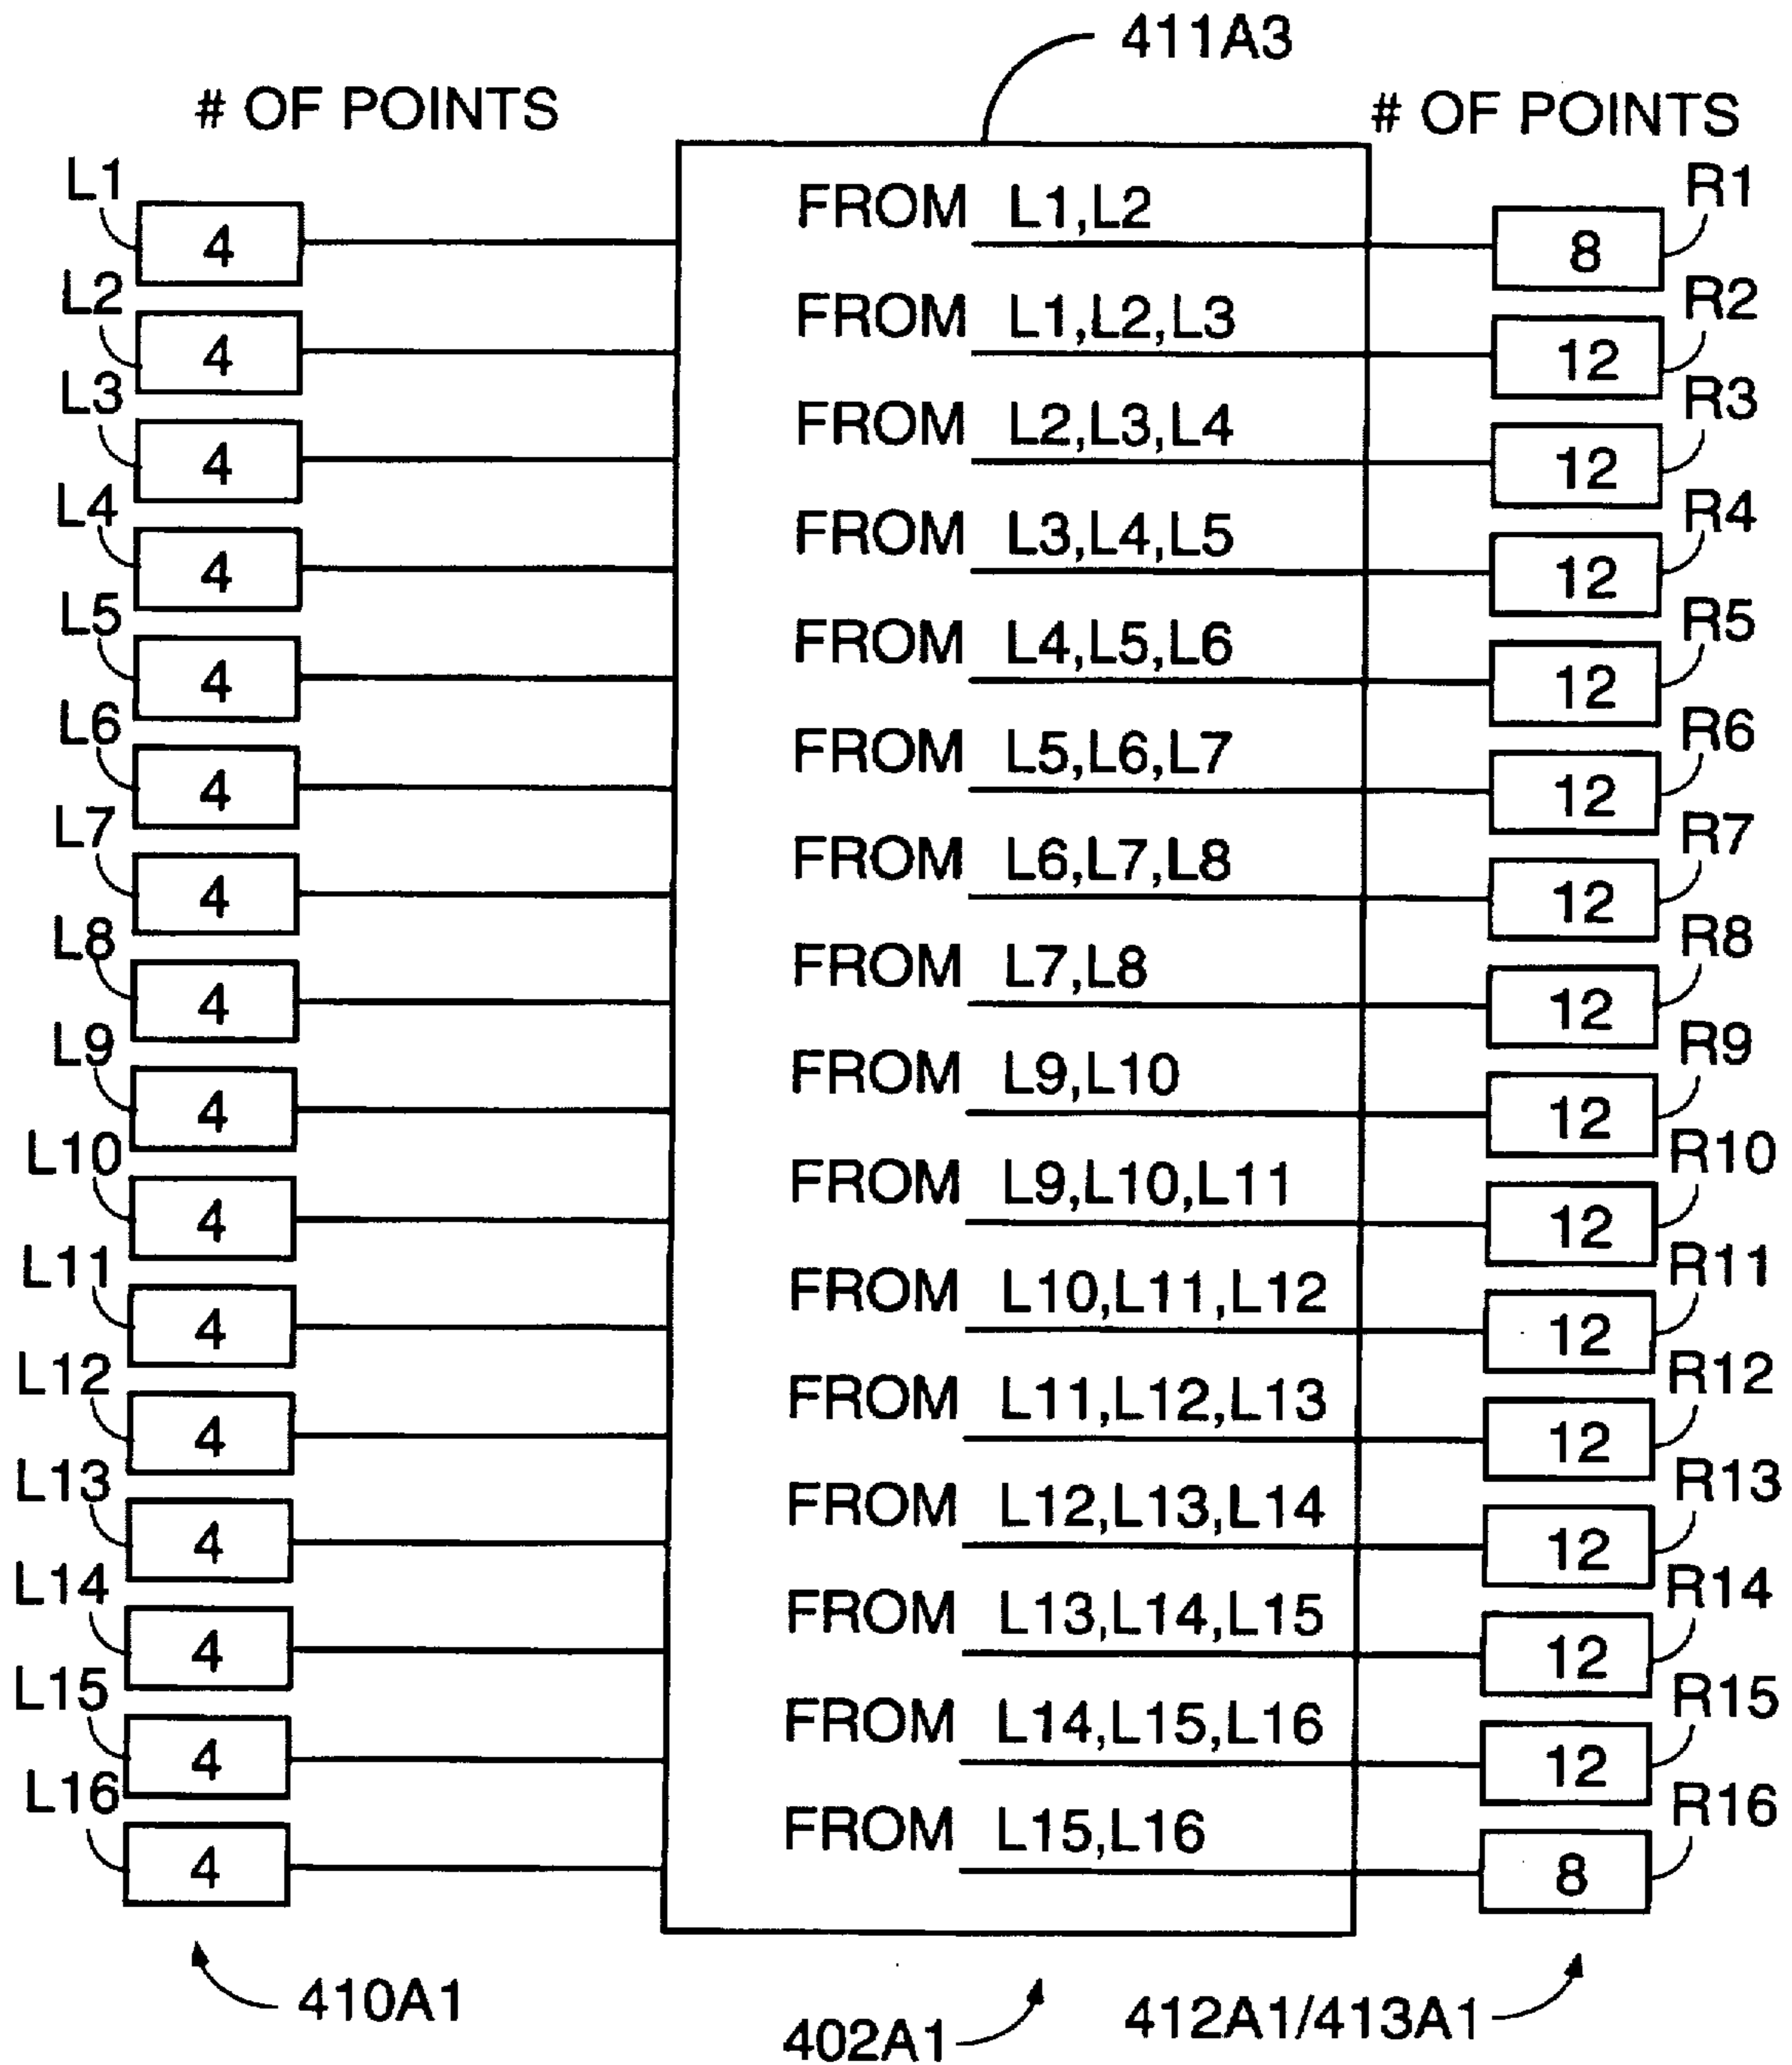 411A3
# OF POINTS
# OF POINTS
L1 4 FROM L1,L2 8 R1
L2 4 FROM L1,L2,L3 12 R2
L3 4 FROM L2,L3,L4 12 R3
L4 4 FROM L3,L4,L5 12 R4
L5 4 FROM L4,L5,L6 12 R5
L6 4 FROM L5,L6,L7 12 R6
L7 4 FROM L6,L7,L8 12 R7
L8 4 FROM L7,L8 12 R8
L9 4 FROM L9,L10 12 R9
L10 4 FROM L9,L10,L11 12 R10
L11 4 FROM L10,L11,L12 12 R11
L12 4 FROM L11,L12,L13 12 R12
L13 4 FROM L12,L13,L14 12 R13
L14 4 FROM L13,L14,L15 12 R14
L15 4 FROM L14,L15,L16 12 R15
L16 4 FROM L15,L16 8 R16
410A1
402A1
412A1/413A1